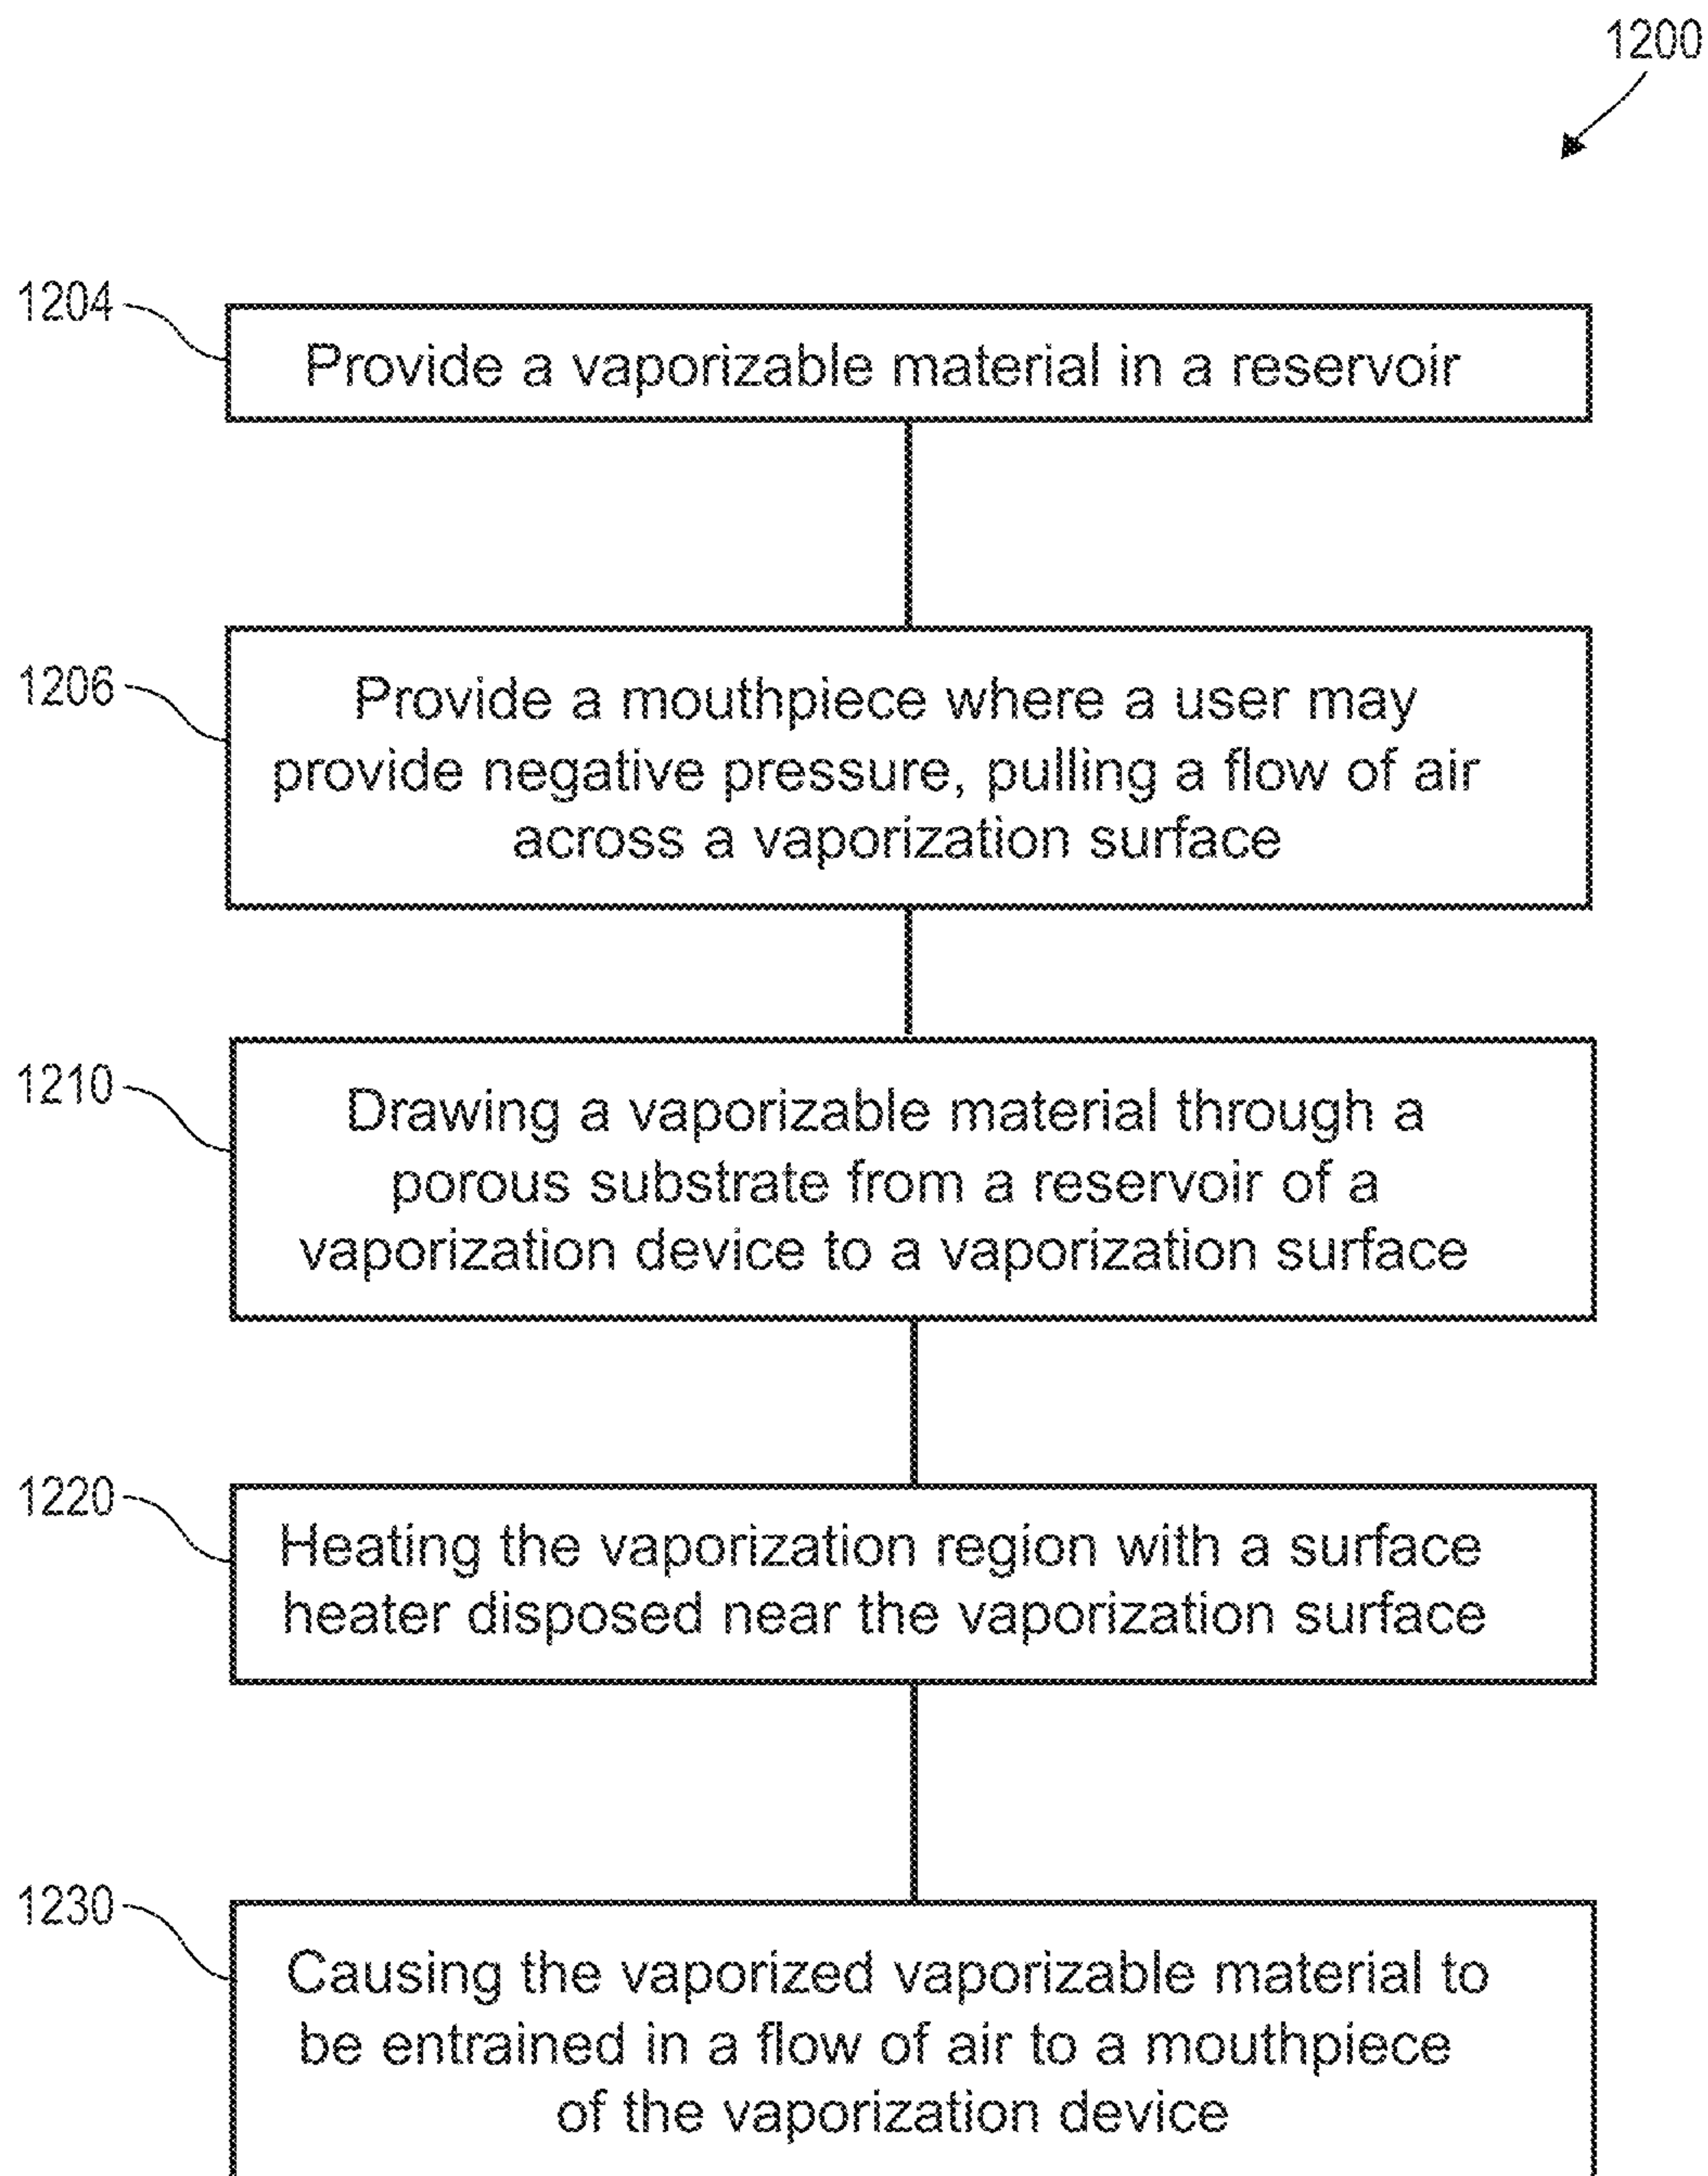 1200
1204
Provide a vaporizable material in a reservoir
1206
Provide a mouthpiece where a user may
provide negative pressure, pulling a flow of air
across a vaporization surface
1210
Drawing a vaporizable material through a
porous substrate from a reservoir of a
vaporization device to a vaporization surface
1220
Heating the vaporization region with a surface
heater disposed near the vaporization surface
1230
Causing the vaporized vaporizable material to
be entrained in a flow of air to a mouthpiece
of the vaporization device